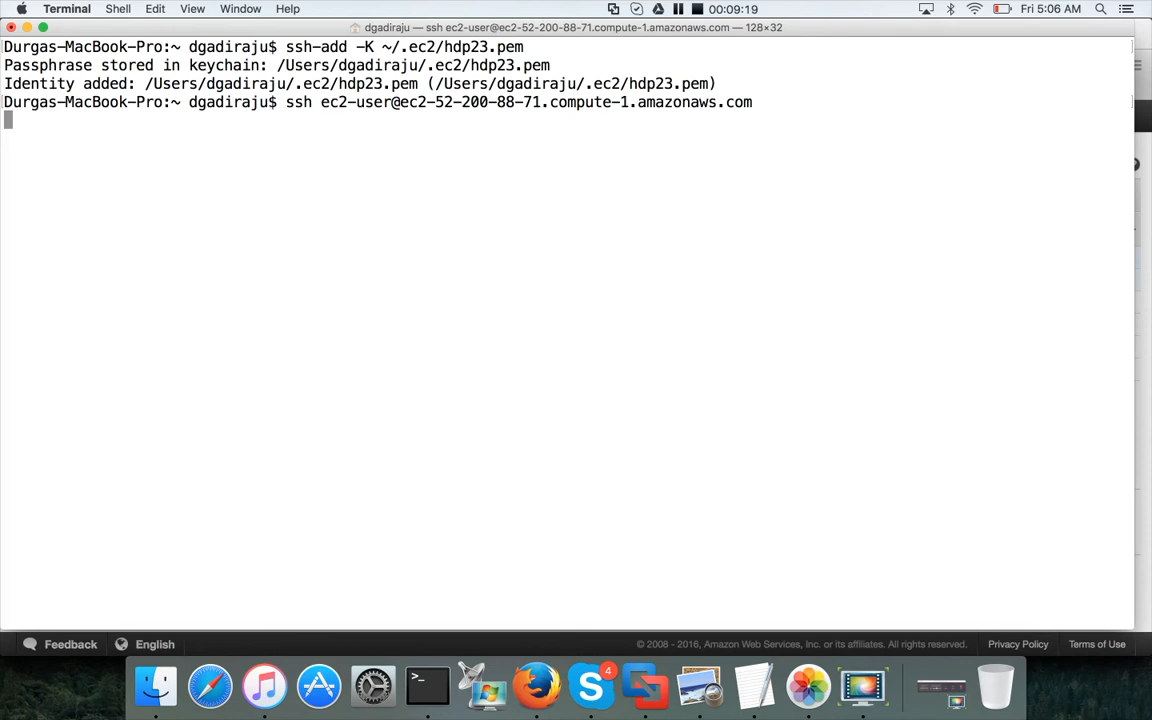 Terminal Shell Edit View Window Help 00:09:19 Fri 5:06 AM
dgadiraju — ssh ec2-user@ec2-52-200-88-71.compute-1.amazonaws.com — 128×32
Durgas-MacBook-Pro:~ dgadiraju$ ssh-add -K ~/.ec2/hdp23.pem
Passphrase stored in keychain: /Users/dgadiraju/.ec2/hdp23.pem
Identity added: /Users/dgadiraju/.ec2/hdp23.pem (/Users/dgadiraju/.ec2/hdp23.pem)
Durgas-MacBook-Pro:~ dgadiraju$ ssh ec2-user@ec2-52-200-88-71.compute-1.amazonaws.com
Feedback English © 2008 - 2016, Amazon Web Services, Inc. or its affiliates. All rights reserved. Privacy Policy Terms of Use
>_
4